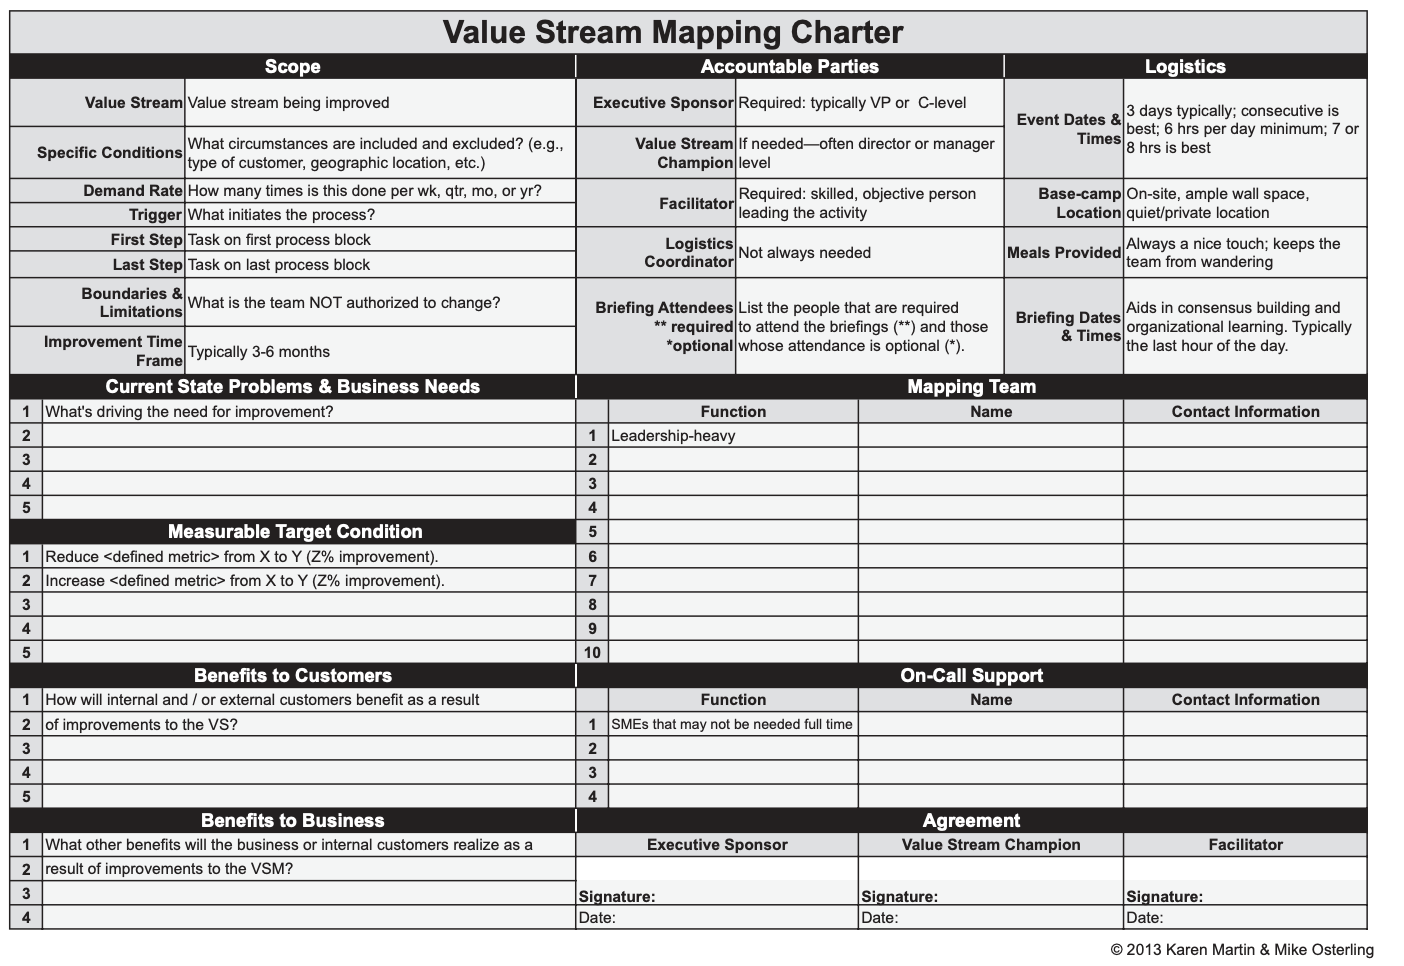 Value Stream Mapping Charter
Scope
Accountable Parties
Logistics
Value Stream
Value stream being improved
Specific Conditions
What circumstances are included and excluded? (e.g.,
type of customer, geographic location, etc.)
Demand Rate
How many times is this done per wk, qtr, mo, or yr?
Trigger
What initiates the process?
First Step
Task on first process block
Last Step
Task on last process block
Boundaries &
Limitations
What is the team NOT authorized to change?
Improvement Time
Frame
Typically 3-6 months
Executive Sponsor
Required: typically VP or  C-level
Value Stream
Champion
If needed—often director or manager
level
Facilitator
Required: skilled, objective person
leading the activity
Logistics
Coordinator
Not always needed
Briefing Attendees
** required
*optional
List the people that are required
to attend the briefings (**) and those
whose attendance is optional (*).
Event Dates &
Times
3 days typically; consecutive is
best; 6 hrs per day minimum; 7 or
8 hrs is best
Base-camp
Location
On-site, ample wall space,
quiet/private location
Meals Provided
Always a nice touch; keeps the
team from wandering
Briefing Dates
& Times
Aids in consensus building and
organizational learning. Typically
the last hour of the day.
Current State Problems & Business Needs
1 What's driving the need for improvement?
2
3
4
5
Measurable Target Condition
1 Reduce <defined metric> from X to Y (Z% improvement).
2 Increase <defined metric> from X to Y (Z% improvement).
3
4
5
Benefits to Customers
1 How will internal and / or external customers benefit as a result
2 of improvements to the VS?
3
4
5
Benefits to Business
1 What other benefits will the business or internal customers realize as a
2 result of improvements to the VSM?
3
4
Mapping Team
Function Name Contact Information
1 Leadership-heavy
2
3
4
5
6
7
8
9
10
On-Call Support
Function Name Contact Information
1 SMEs that may not be needed full time
2
3
4
Agreement
Executive Sponsor Value Stream Champion Facilitator
Signature: Signature: Signature:
Date: Date: Date:
© 2013 Karen Martin & Mike Osterling